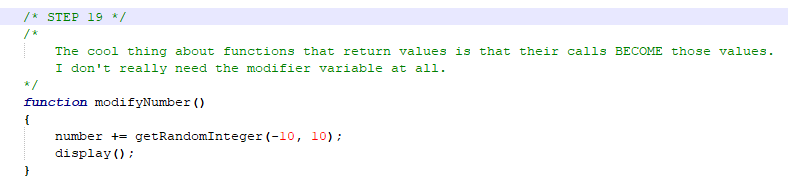 /* STEP 19 */
/*
The cool thing about functions that return values is that their calls BECOME those values.
I don't really need the modifier variable at all.
*/
function modifyNumber()
{
number += getRandomInteger(-10, 10);
display();
}